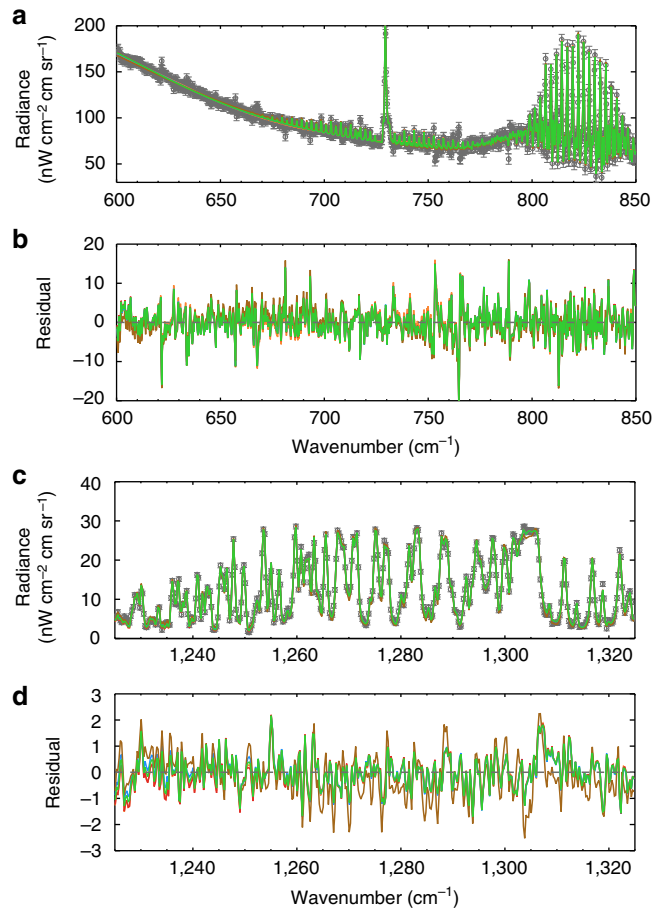 a
200
150
100
50
Radiance
(nW cm⁻² cm sr⁻¹)
600 650 700 750 800 850
b
20
10
0
−10
−20
Residual
600 650 700 750 800 850
Wavenumber (cm⁻¹)
c
40
30
20
10
0
Radiance
(nW cm⁻² cm sr⁻¹)
1,240 1,260 1,280 1,300 1,320
d
3
2
1
0
−1
−2
−3
Residual
1,240 1,260 1,280 1,300 1,320
Wavenumber (cm⁻¹)